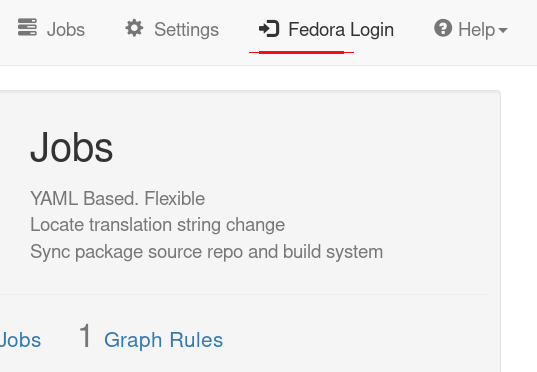 Jobs Settings Fedora Login Help
Jobs
YAML Based. Flexible
Locate translation string change
Sync package source repo and build system
Jobs 1 Graph Rules